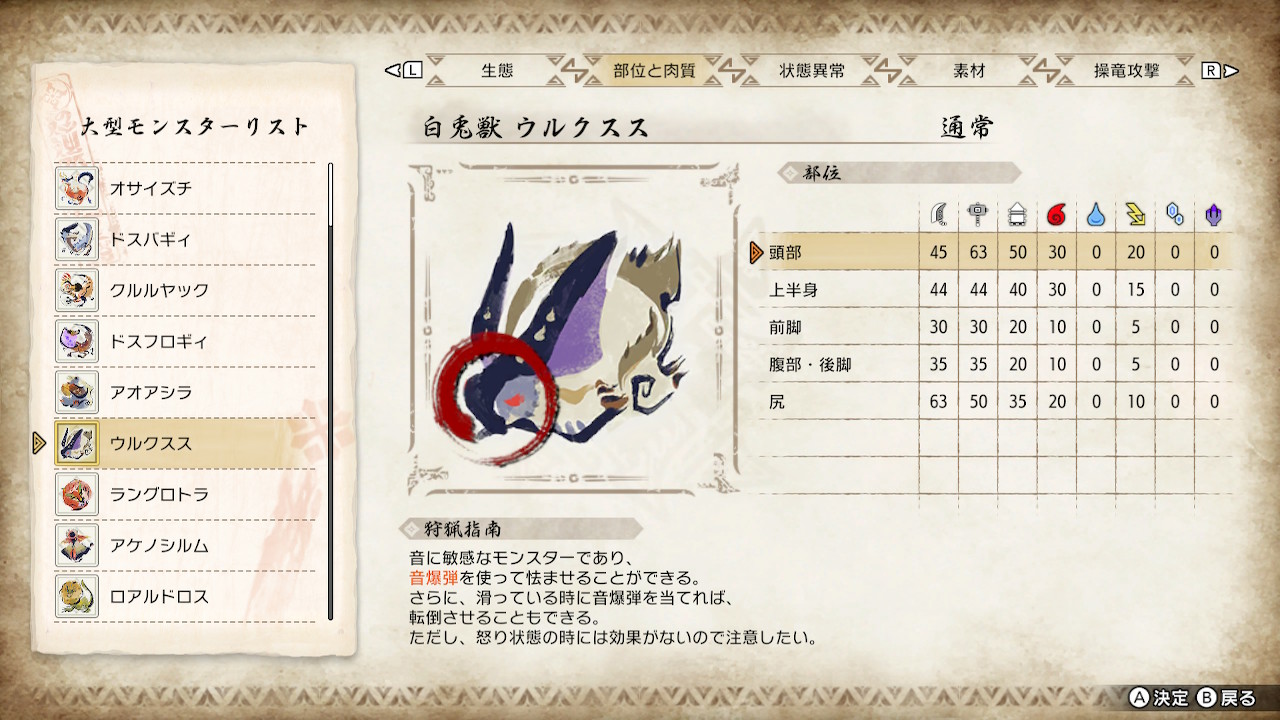 L
生態
部位と肉質
状態異常
素材
操竜攻撃
R
大型モンスターリスト
オサイズチ
ドスバギィ
クルルヤック
ドスフロギィ
アオアシラ
ウルクスス
ラングロトラ
アケノシルム
ロアルドロス
白兎獣 ウルクスス
通常
部位
頭部 45 63 50 30 0 20 0 0
上半身 44 44 40 30 0 15 0 0
前脚 30 30 20 10 0 5 0 0
腹部・後脚 35 35 20 10 0 5 0 0
尻 63 50 35 20 0 10 0 0
狩猟指南
音に敏感なモンスターであり、
音爆弾を使って怯ませることができる。
さらに、滑っている時に音爆弾を当てれば、
転倒させることもできる。
ただし、怒り状態の時には効果がないので注意したい。
A 決定 B 戻る